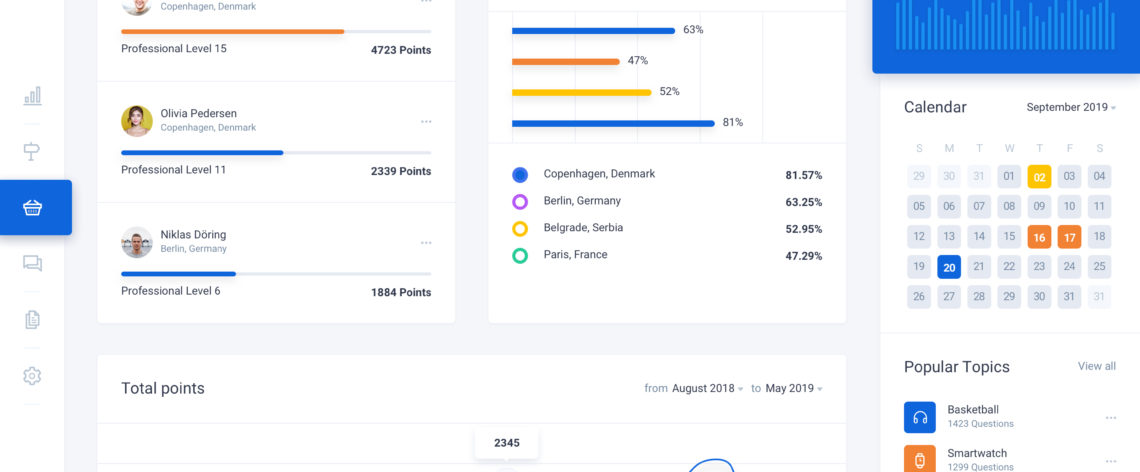 Copenhagen, Denmark
Professional Level 15
4723 Points
Olivia Pedersen
Copenhagen, Denmark
Professional Level 11
2339 Points
Niklas Döring
Berlin, Germany
Professional Level 6
1884 Points
63%
47%
52%
81%
Copenhagen, Denmark 81.57%
Berlin, Germany 63.25%
Belgrade, Serbia 52.95%
Paris, France 47.29%
Total points
from August 2018 to May 2019
2345
Calendar
September 2019
S M T W T F S
29 30 31 01 02 03 04
05 06 07 08 09 10 11
12 13 14 15 16 17 18
19 20 21 22 23 24 25
26 27 28 29 30 31 31
Popular Topics
View all
Basketball
1423 Questions
Smartwatch
1299 Questions